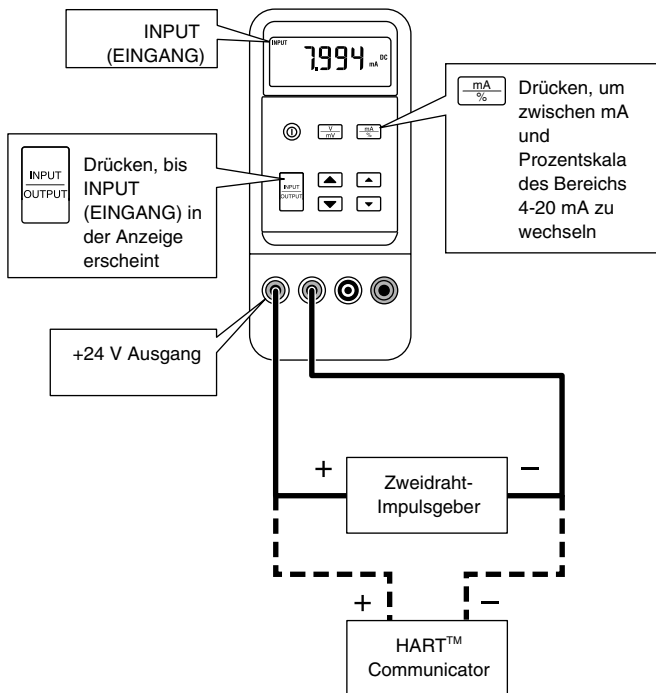 INPUT
(EINGANG)
INPUT
7.994 mA DC
V
mV
mA
%
INPUT
OUTPUT
mA
%
Drücken, um
zwischen mA
und
Prozentskala
des Bereichs
4-20 mA zu
wechseln
INPUT
OUTPUT
Drücken, bis
INPUT
(EINGANG) in
der Anzeige
erscheint
+24 V Ausgang
+ −
Zweidraht-
Impulsgeber
+ −
HART™
Communicator